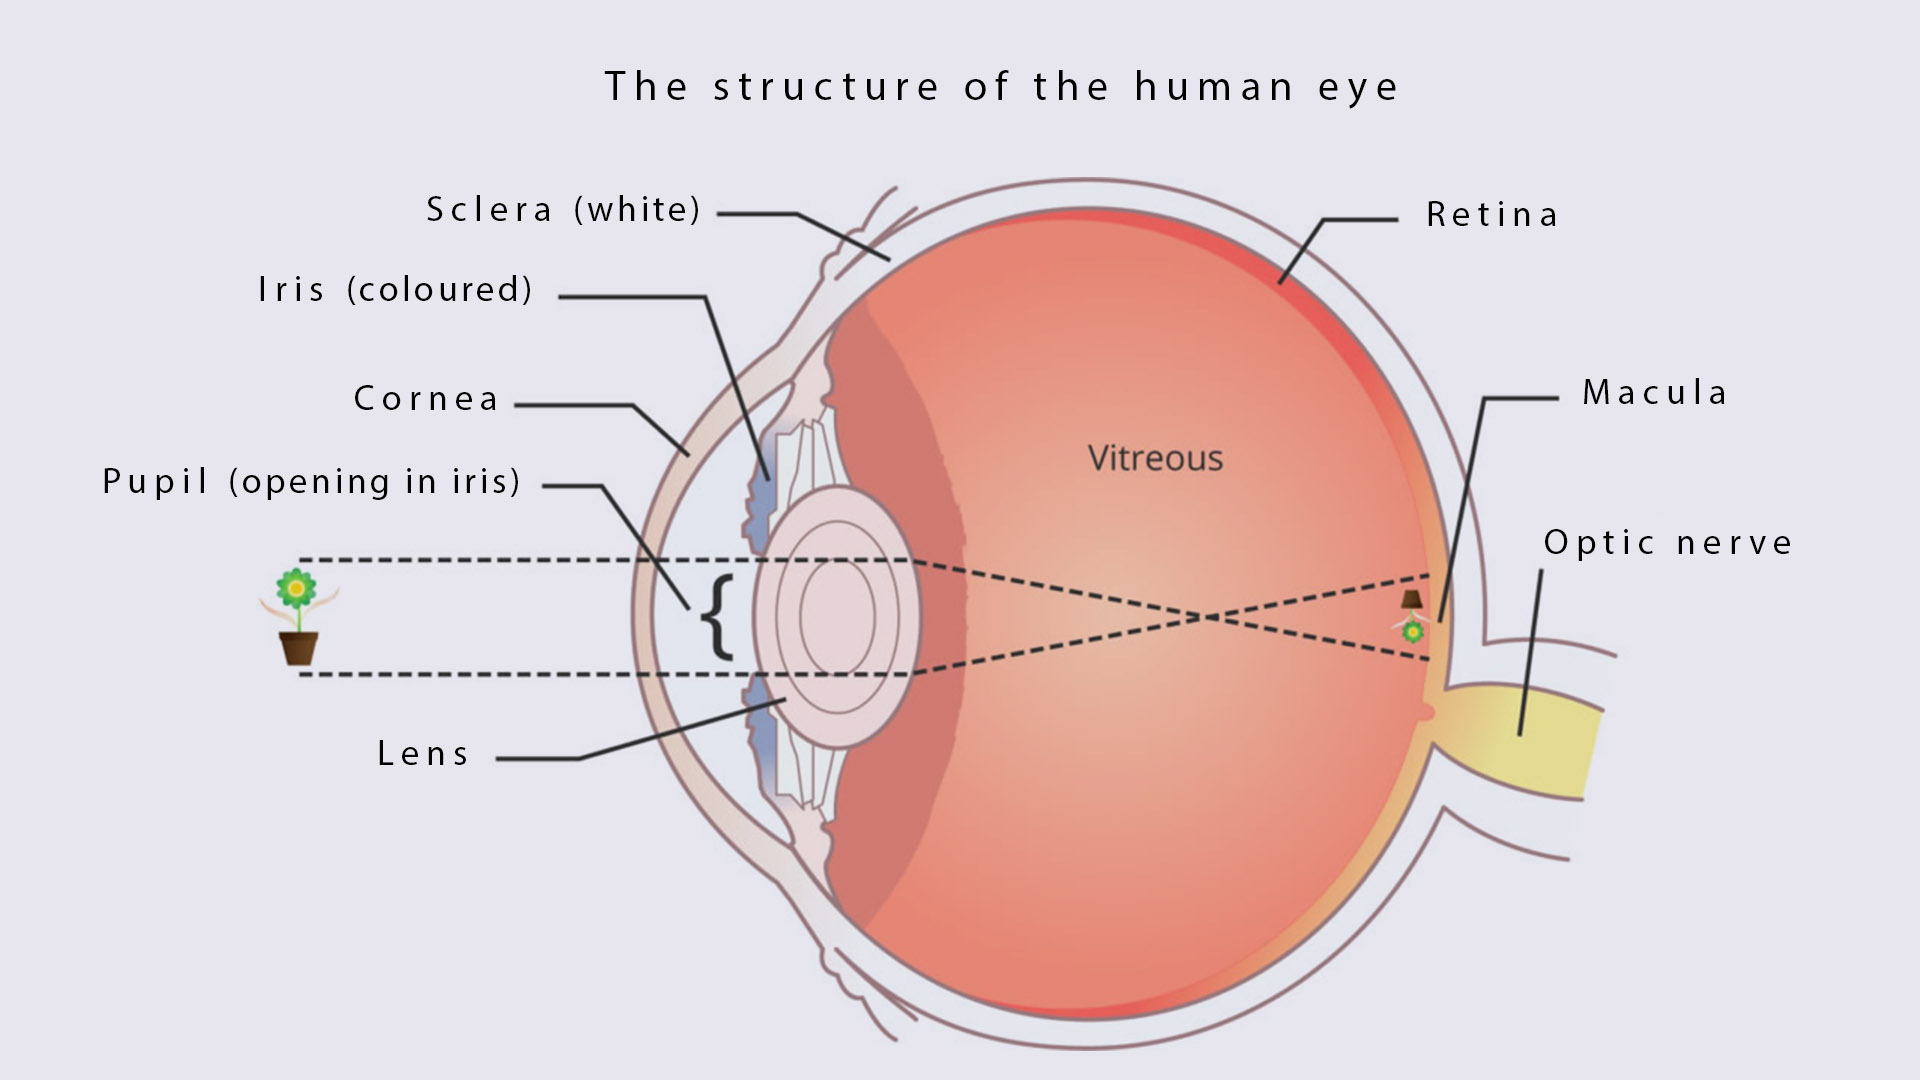 The structure of the human eye
Sclera (white)
Retina
Iris (coloured)
Cornea
Macula
Vitreous
Pupil (opening in iris)
Optic nerve
{
Lens